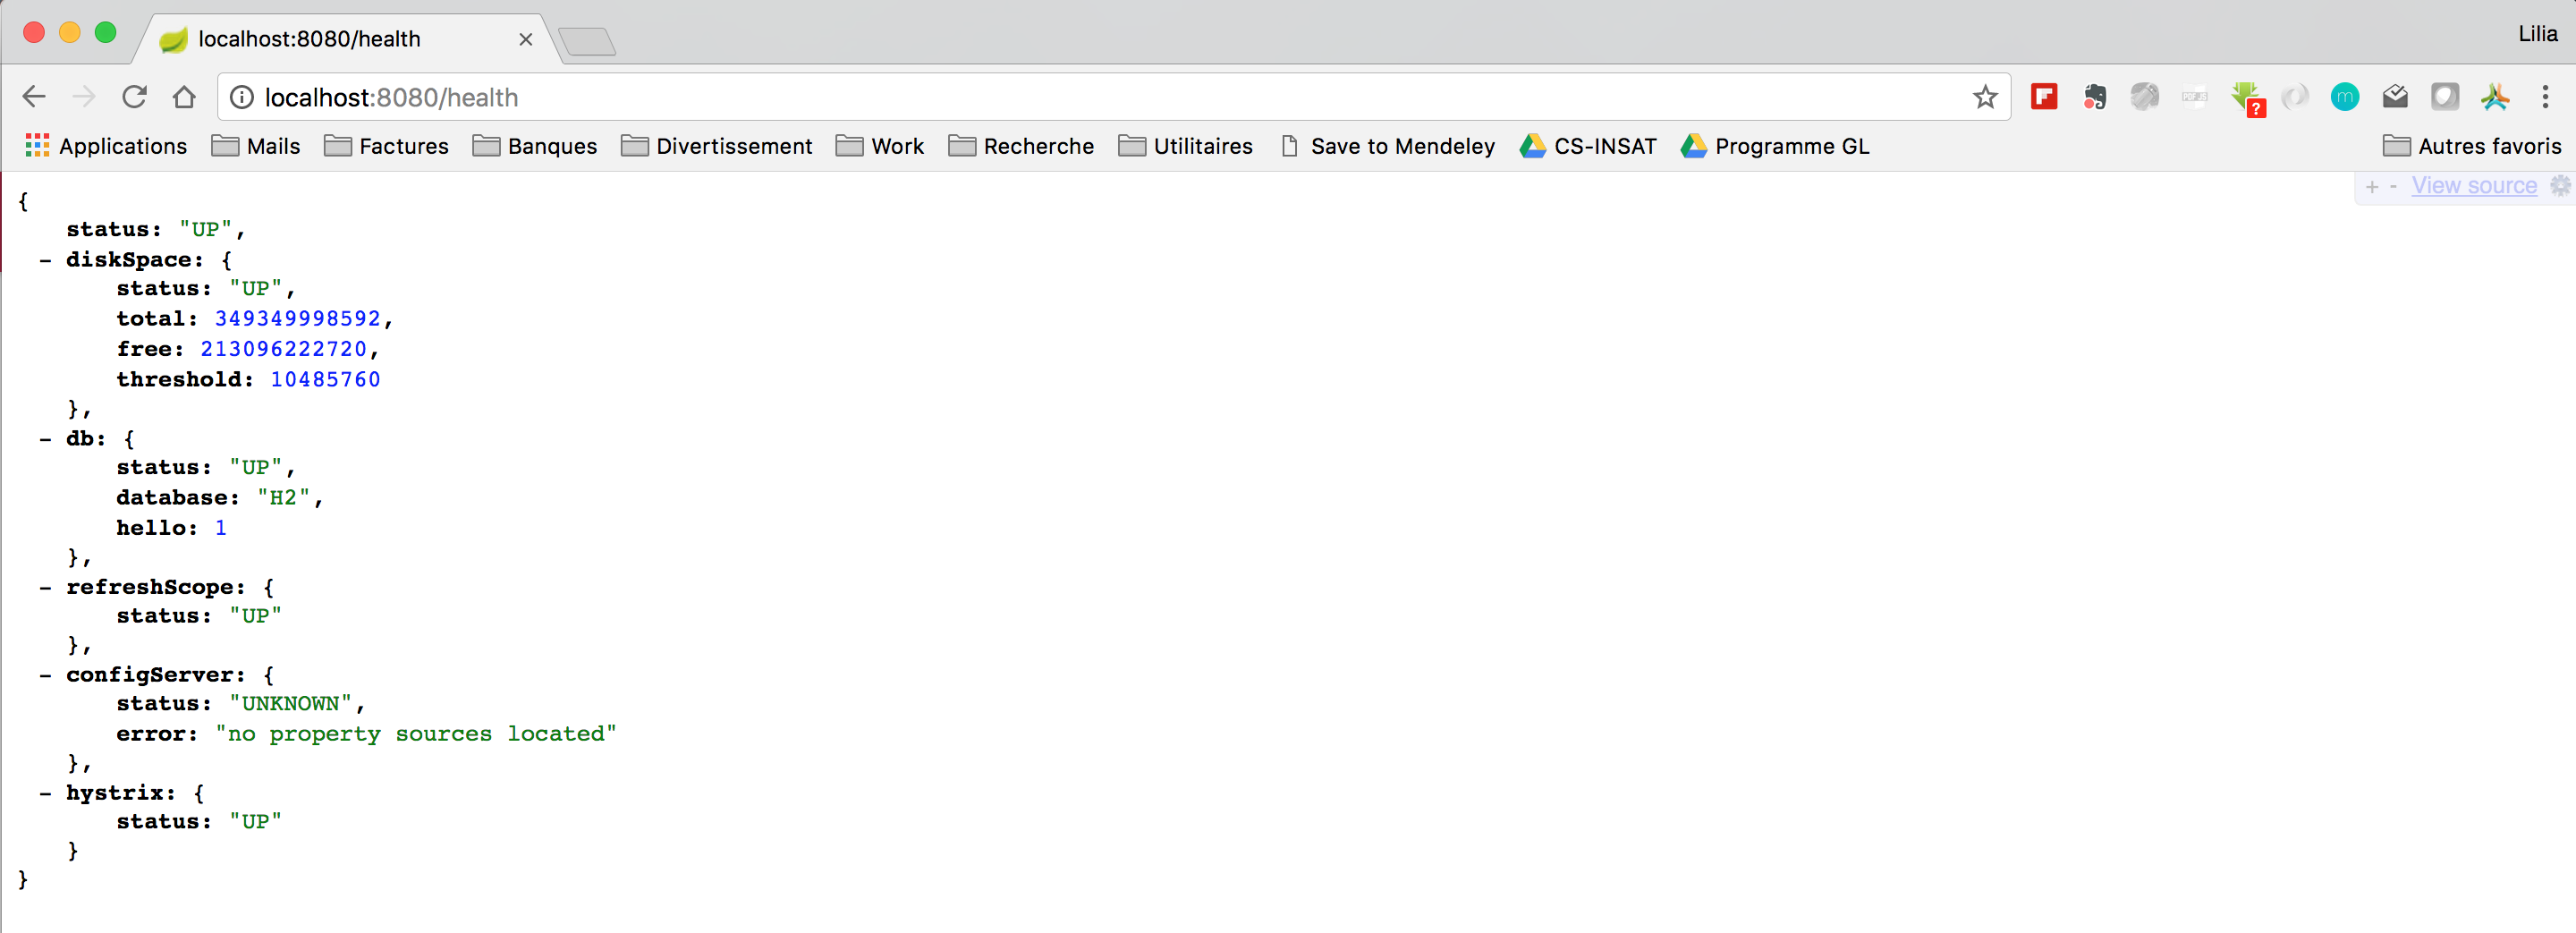 localhost:8080/health
Lilia
localhost:8080/health
m
?
Applications Mails Factures Banques Divertissement Work Recherche Utilitaires Save to Mendeley CS-INSAT Programme GL Autres favoris
+ - View source
{
status: "UP",
- diskSpace: {
status: "UP",
total: 349349998592,
free: 213096222720,
threshold: 10485760
},
- db: {
status: "UP",
database: "H2",
hello: 1
},
- refreshScope: {
status: "UP"
},
- configServer: {
status: "UNKNOWN",
error: "no property sources located"
},
- hystrix: {
status: "UP"
}
}